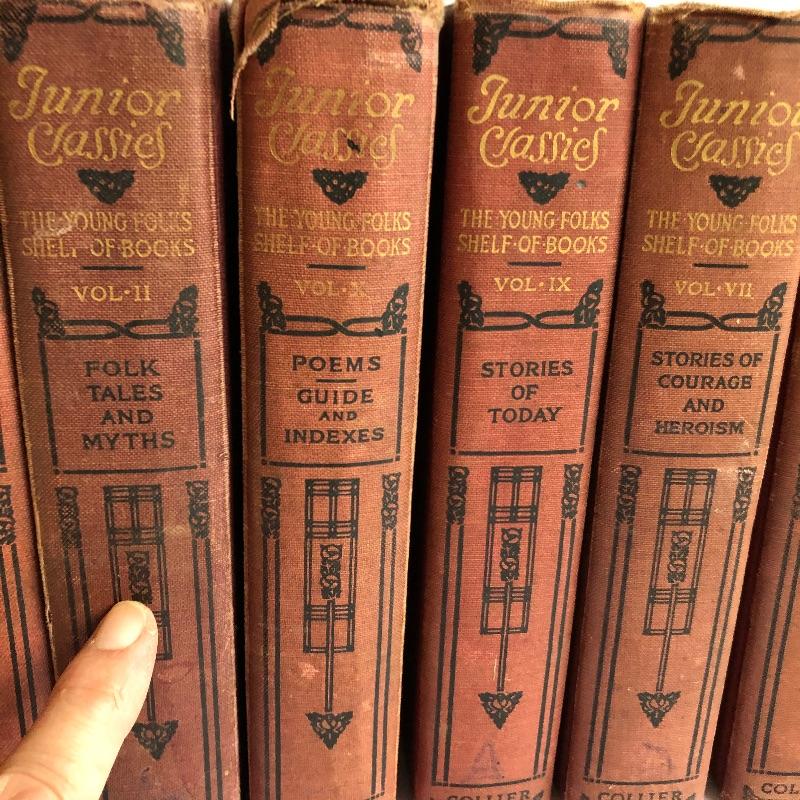 Junior
Classics
THE YOUNG FOLKS
SHELF·OF·BOOKS
VOL·II
FOLK
TALES
AND
MYTHS
Junior
Classics
THE YOUNG FOLKS
SHELF·OF·BOOKS
VOL·X
POEMS
GUIDE
AND
INDEXES
Junior
Classics
THE YOUNG FOLKS
SHELF·OF·BOOKS
VOL·IX
STORIES
OF
TODAY
COLLIER
Junior
Classics
THE YOUNG FOLKS
SHELF·OF·BOOKS
VOL·VII
STORIES OF
COURAGE
AND
HEROISM
COLLIER
COL